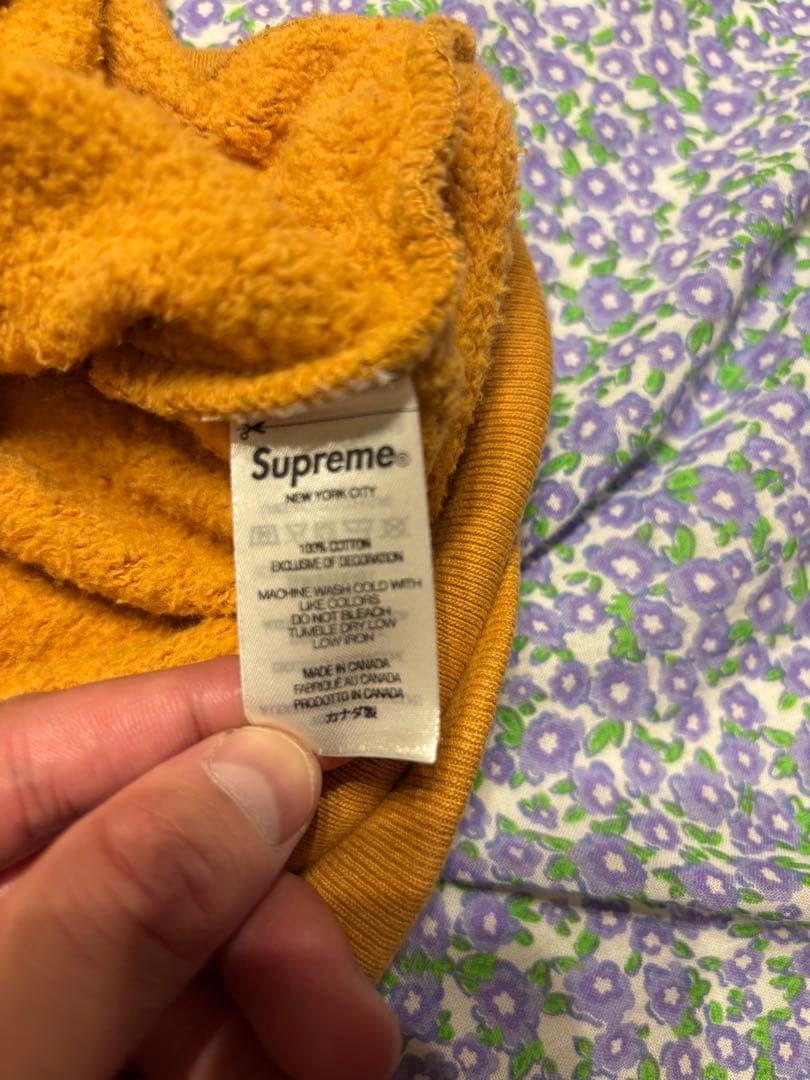 Supreme®
NEW YORK CITY
100% COTTON
EXCLUSIVE OF DECORATION
MACHINE WASH COLD WITH
LIKE COLORS
DO NOT BLEACH
TUMBLE DRY LOW
LOW IRON
MADE IN CANADA
FABRIQUÉ AU CANADA
PRODOTTO IN CANADA
カナダ製